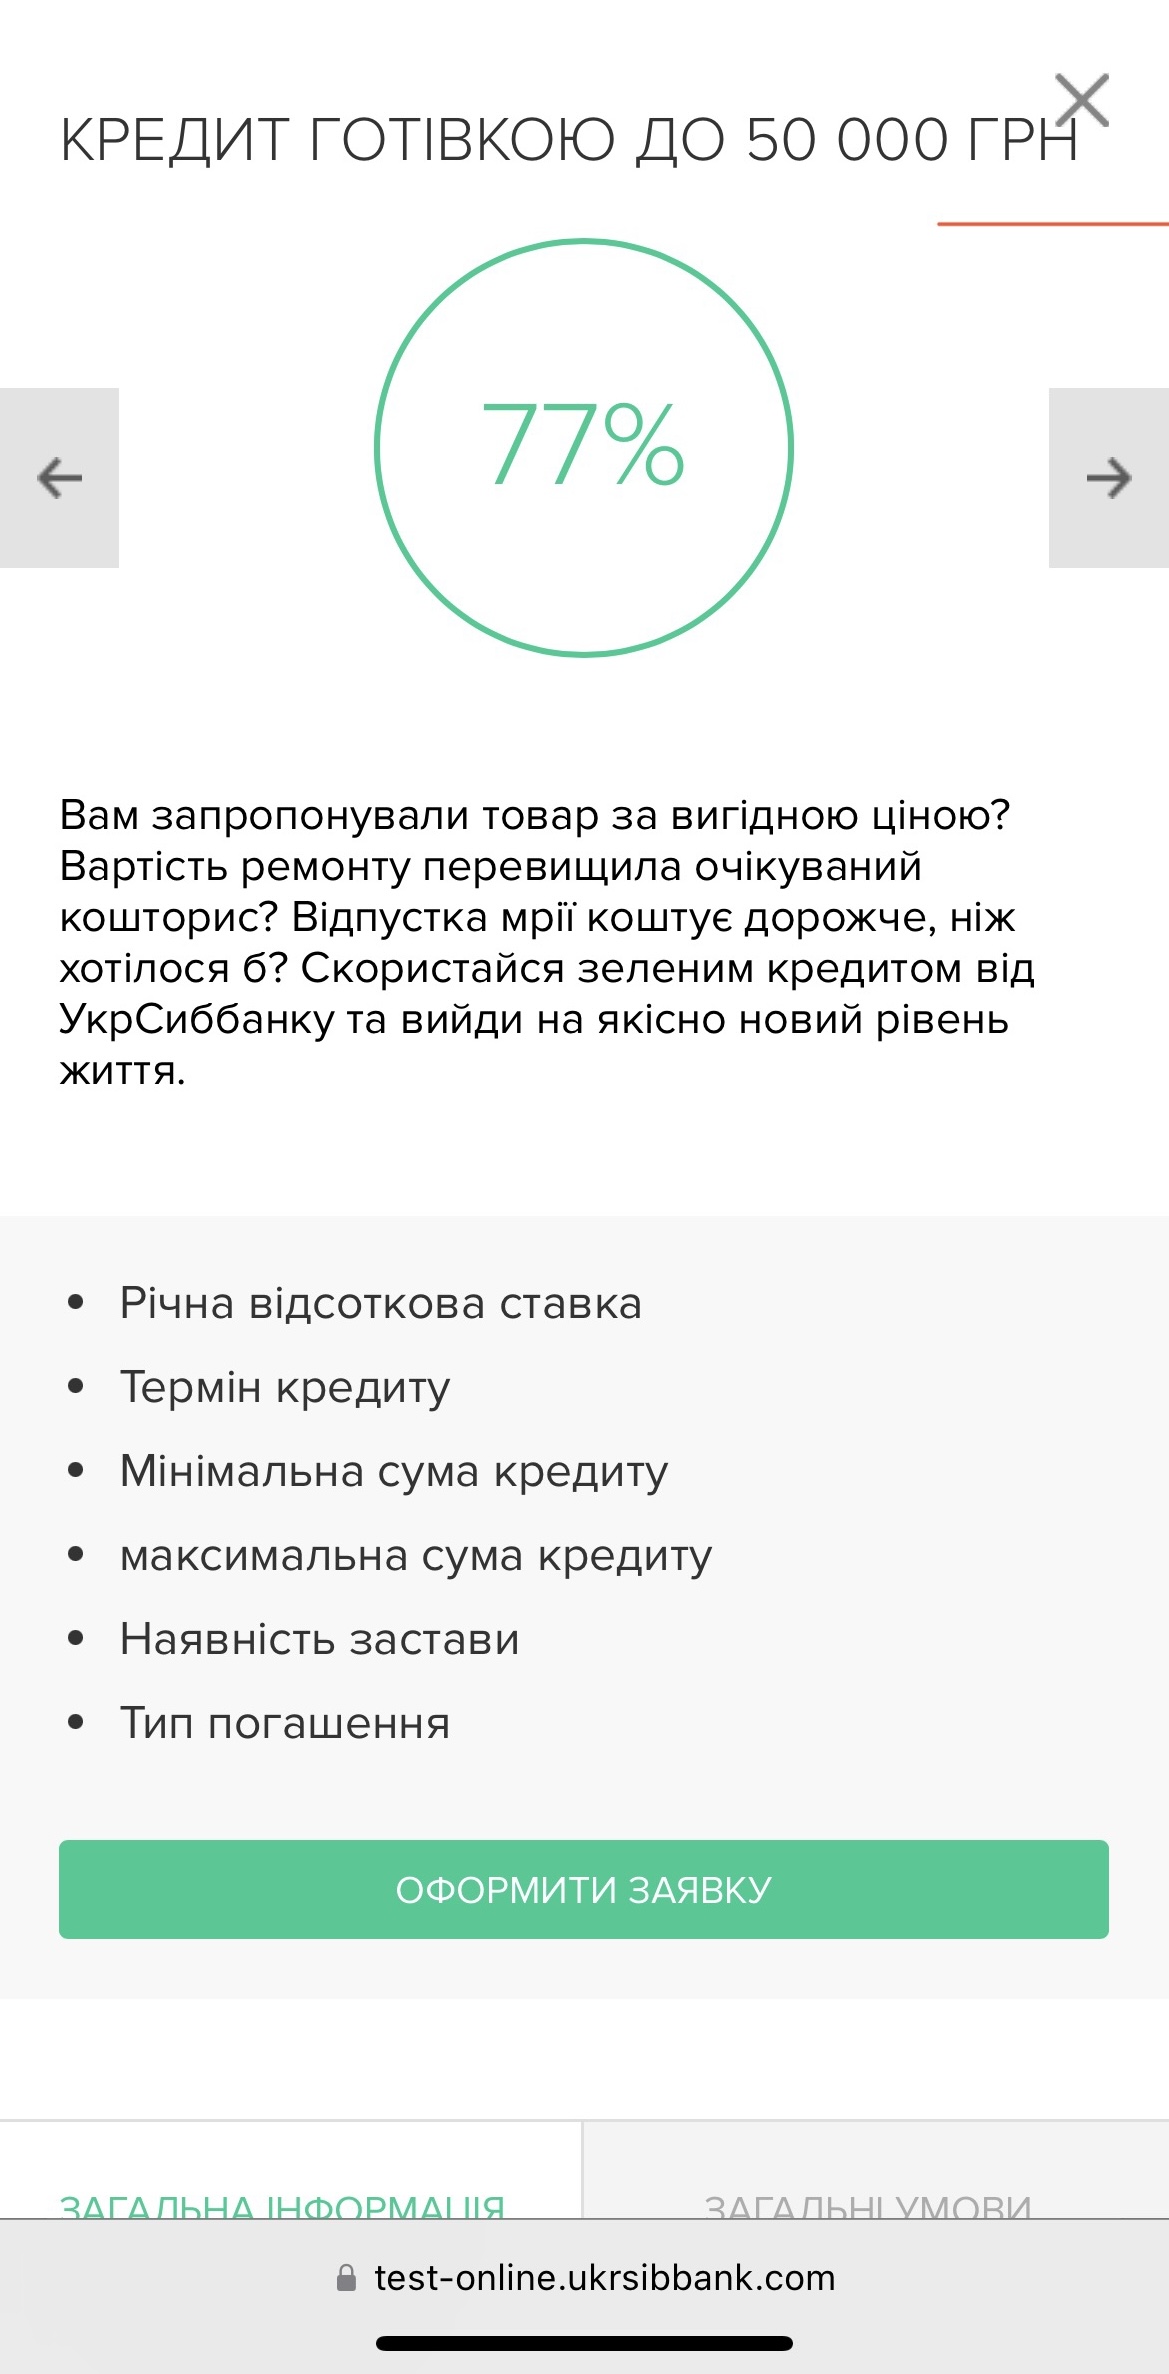 КРЕДИТ ГОТІВКОЮ ДО 50 000 ГРН
77%
Вам запропонували товар за вигідною ціною?
Вартість ремонту перевищила очікуваний
кошторис? Відпустка мрії коштує дорожче, ніж
хотілося б? Скористайся зеленим кредитом від
УкрСиббанку та вийди на якісно новий рівень
життя.
Річна відсоткова ставка
Термін кредиту
Мінімальна сума кредиту
максимальна сума кредиту
Наявність застави
Тип погашення
ОФОРМИТИ ЗАЯВКУ
ЗАГАЛЬНА ІНФОРМАЦІЯ
ЗАГАЛЬНІ УМОВИ
test-online.ukrsibbank.com